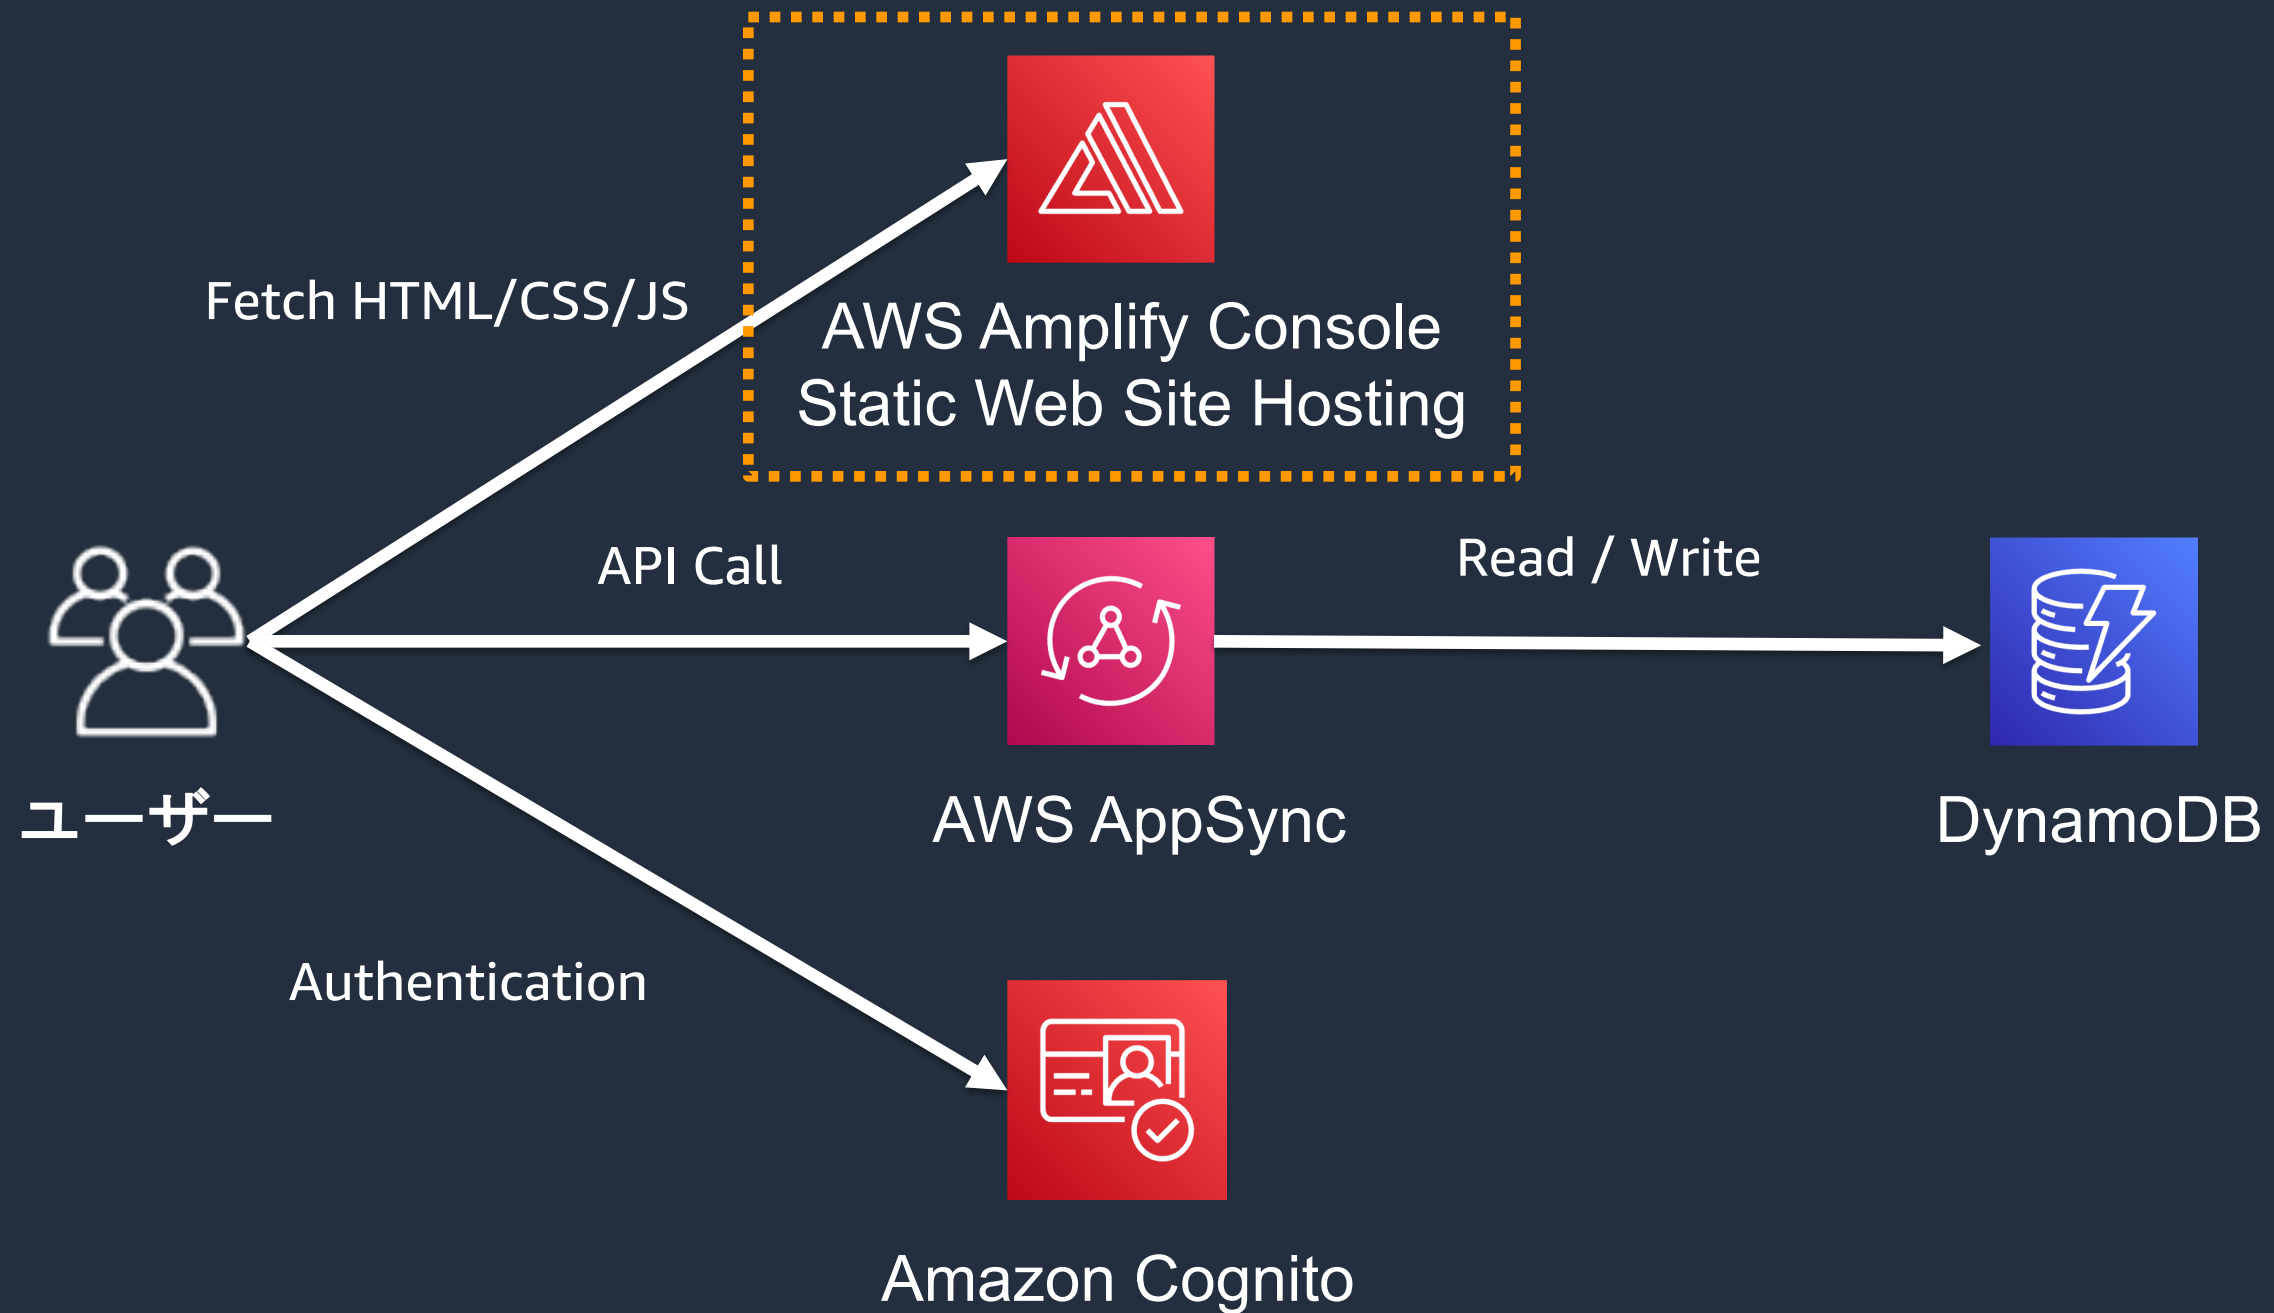 Fetch HTML/CSS/JS
AWS Amplify Console
Static Web Site Hosting
API Call
Read / Write
ユーザー
AWS AppSync
DynamoDB
Authentication
Amazon Cognito